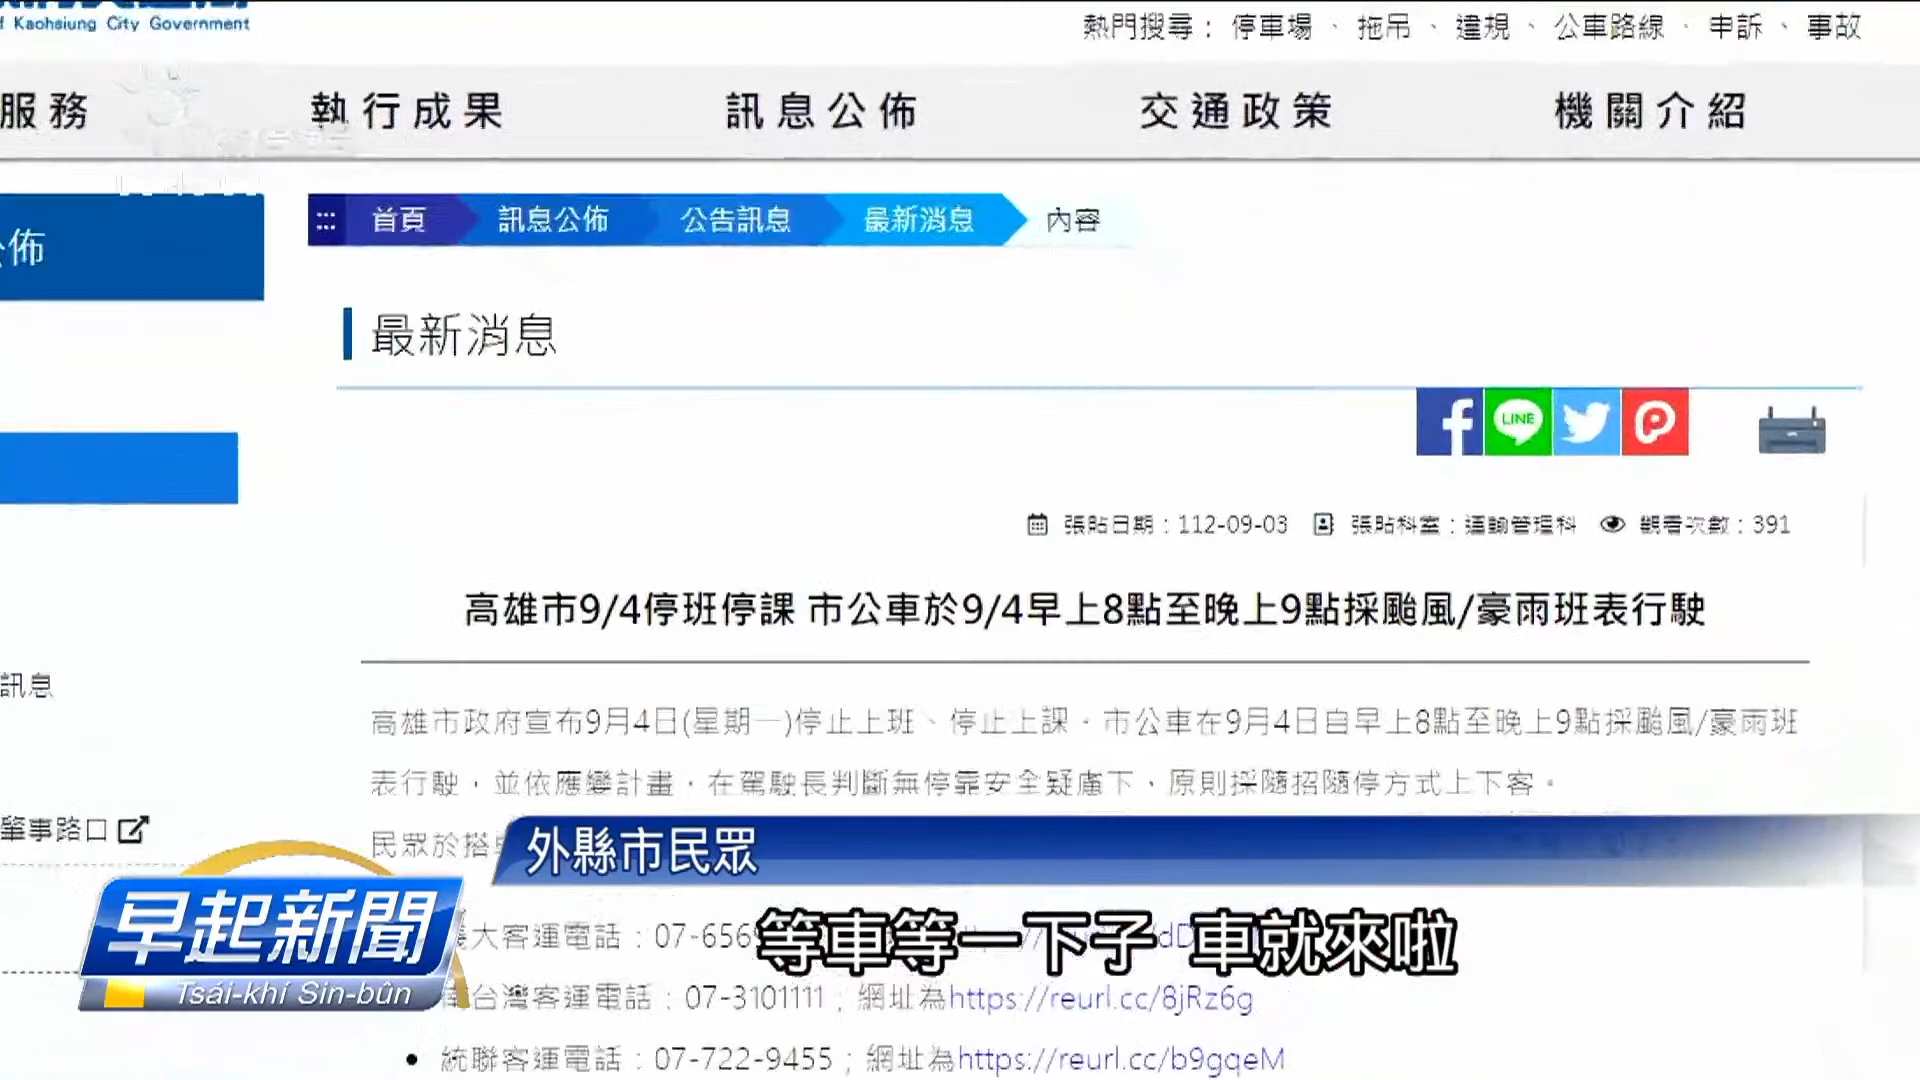 f Kaohsiung City Government
熱門搜尋： 停車場 、 拖吊 、 違規 、 公車路線 、 申訴 、 事故
服務 執行成果 訊息公佈 交通政策 機關介紹
首頁 訊息公佈 公告訊息 最新消息 內容
佈
最新消息
LINE
張貼日期：112-09-03 張貼科室：運輸管理科 觀看次數：391
高雄市9/4停班停課 市公車於9/4早上8點至晚上9點採颱風/豪雨班表行駛
訊息
高雄市政府宣布9月4日(星期一)停止上班、停止上課，市公車在9月4日自早上8點至晚上9點採颱風/豪雨班
表行駛，並依應變計畫，在駕駛長判斷無停靠安全疑慮下、原則採隨招隨停方式上下客。
肇事路口
民眾於搭
外縣市民眾
早起新聞
Tsái-khí Sin-bûn
大客運電話：07-656
等車等一下子 車就來啦
台灣客運電話：07-3101111；網址為https://reurl.cc/8jRz6g
• 統聯客運電話：07-722-9455；網址為https://reurl.cc/b9gqeM